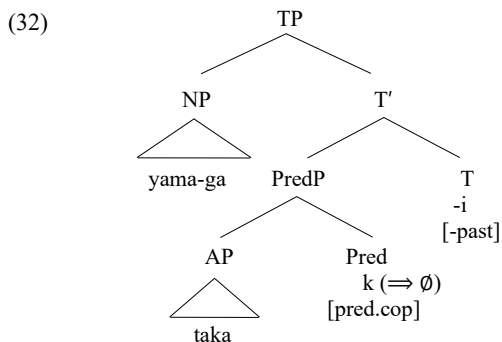 (32)
TP
NP T′
yama-ga PredP T
-i
[-past]
AP Pred
k (⟹ ∅)
[pred.cop]
taka